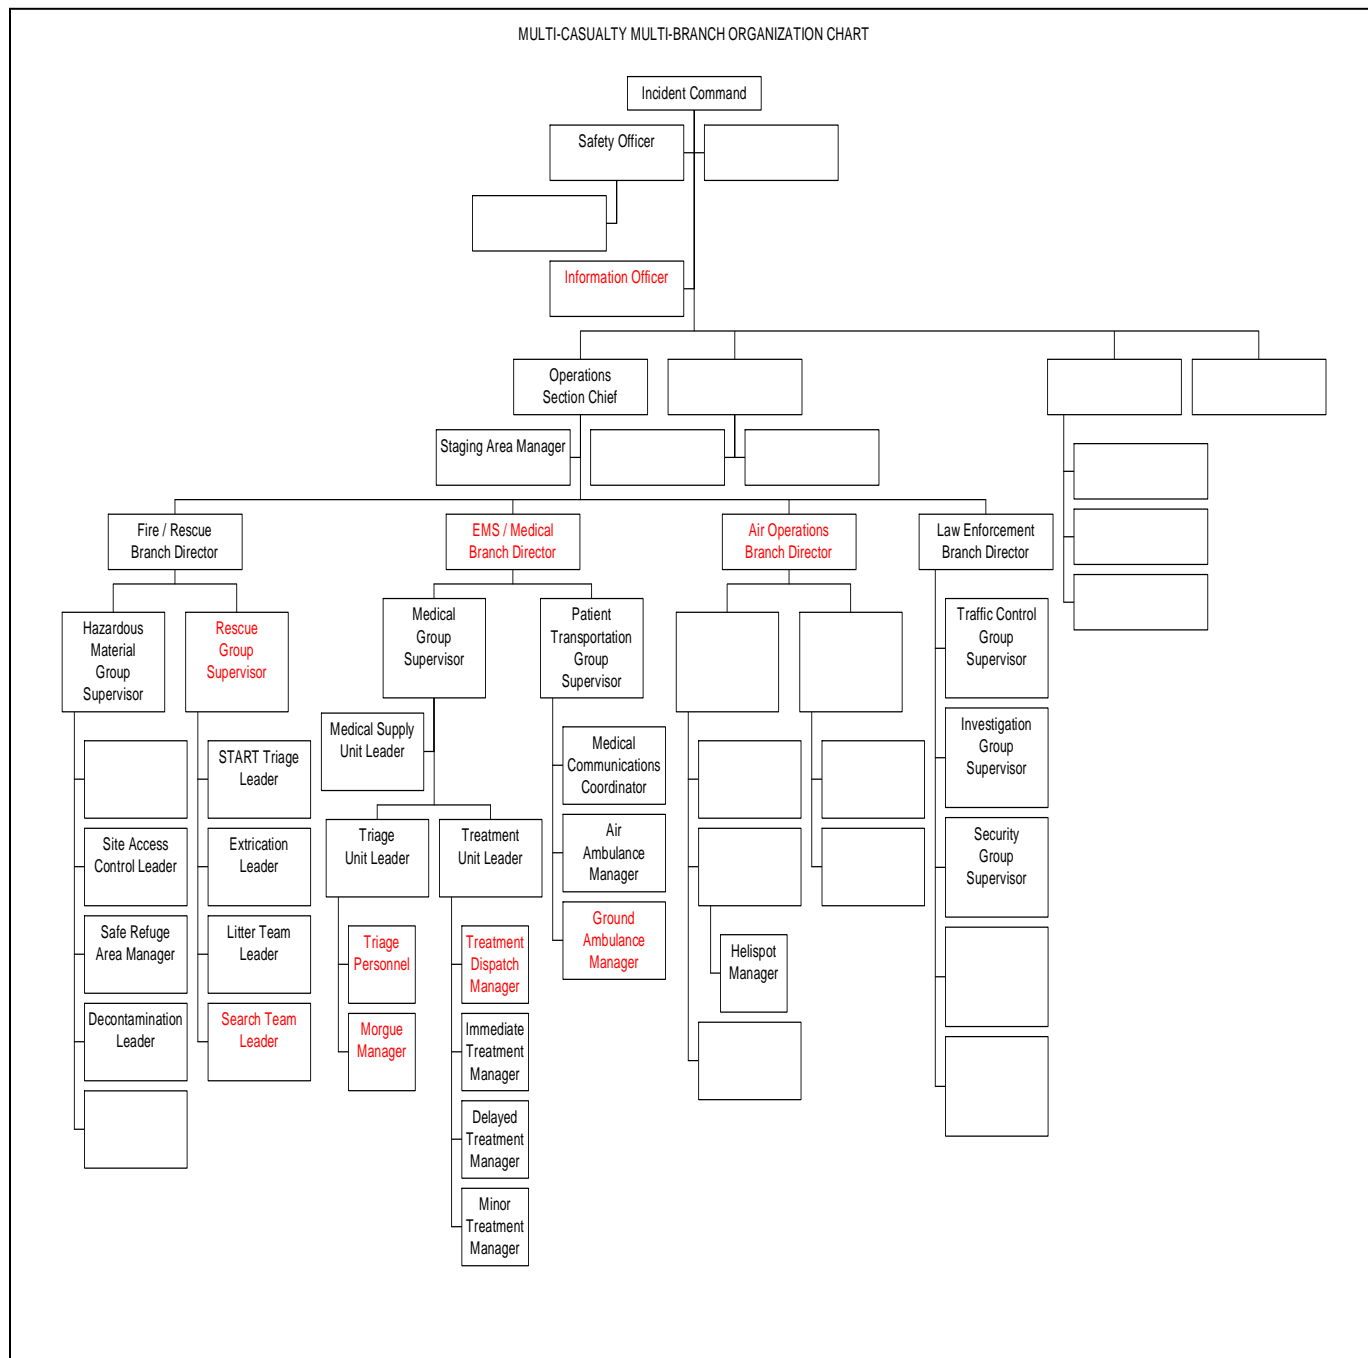 MULTI-CASUALTY MULTI-BRANCH ORGANIZATION CHART
Incident Command
Safety Officer
Information Officer
Operations
Section Chief
Staging Area Manager
Fire / Rescue
Branch Director
EMS / Medical
Branch Director
Air Operations
Branch Director
Law Enforcement
Branch Director
Hazardous
Material
Group
Supervisor
Rescue
Group
Supervisor
Medical
Group
Supervisor
Patient
Transportation
Group
Supervisor
Traffic Control
Group
Supervisor
Medical Supply
Unit Leader
Investigation
Group
Supervisor
START Triage
Leader
Medical
Communications
Coordinator
Site Access
Control Leader
Extrication
Leader
Triage
Unit Leader
Treatment
Unit Leader
Air
Ambulance
Manager
Security
Group
Supervisor
Safe Refuge
Area Manager
Litter Team
Leader
Triage
Personnel
Treatment
Dispatch
Manager
Ground
Ambulance
Manager
Helispot
Manager
Decontamination
Leader
Search Team
Leader
Morgue
Manager
Immediate
Treatment
Manager
Delayed
Treatment
Manager
Minor
Treatment
Manager